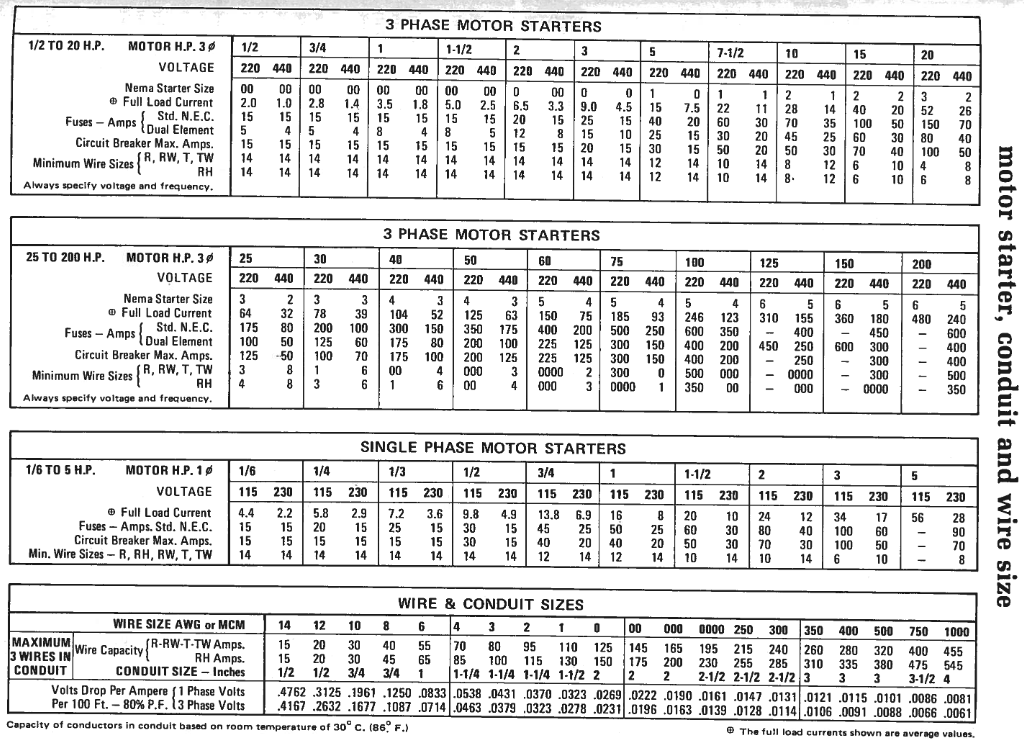 3 PHASE MOTOR STARTERS
1/2 TO 20 H.P. MOTOR H.P. 3 ø 1/2 3/4 1 1-1/2 2 3 5 7-1/2 10 15 20
VOLTAGE 220 440 220 440 220 440 220 440 220 440 220 440 220 440 220 440 220 440 220 440 220 440
Nema Starter Size 00 00 00 00 00 00 00 00 0 00 0 0 1 0 1 1 2 1 2 2 3 2
⊕ Full Load Current 2.0 1.0 2.8 1.4 3.5 1.8 5.0 2.5 6.5 3.3 9.0 4.5 15 7.5 22 11 28 14 40 20 52 26
Fuses – Amps { Std. N.E.C. 15 15 15 15 15 15 15 15 20 15 25 15 40 20 60 30 70 35 100 50 150 70
Dual Element 5 4 5 4 8 4 8 5 12 8 15 10 25 15 30 20 45 25 60 30 80 40
Circuit Breaker Max. Amps. 15 15 15 15 15 15 15 15 15 15 20 15 30 15 50 20 50 30 70 40 100 50
Minimum Wire Sizes { R, RW, T, TW 14 14 14 14 14 14 14 14 14 14 14 14 12 14 10 14 8 12 6 10 4 8
RH 14 14 14 14 14 14 14 14 14 14 14 14 12 14 10 14 8· 12 6 10 6 8
Always specify voltage and frequency.
3 PHASE MOTOR STARTERS
25 TO 200 H.P. MOTOR H.P. 3 ø 25 30 40 50 60 75 100 125 150 200
VOLTAGE 220 440 220 440 220 440 220 440 220 440 220 440 220 440 220 440 220 440 220 440
Nema Starter Size 3 2 3 3 4 3 4 3 5 4 5 4 5 4 6 5 6 5 6 5
⊕ Full Load Current 64 32 78 39 104 52 125 63 150 75 185 93 246 123 310 155 360 180 480 240
Fuses – Amps { Std. N.E.C. 175 80 200 100 300 150 350 175 400 200 500 250 600 350 – 400 – 450 – 600
Dual Element 100 50 125 60 175 80 200 100 225 125 300 150 400 200 450 250 600 300 – 400
Circuit Breaker Max. Amps. 125 -50 100 70 175 100 200 125 225 125 300 150 400 200 – 250 – 300 – 400
Minimum Wire Sizes { R, RW, T, TW 3 8 1 6 00 4 000 3 0000 2 300 0 500 000 – 0000 – 300 – 500
RH 4 8 3 6 1 6 00 4 000 3 0000 1 350 00 – 000 – 0000 – 350
Always specify voltage and frequency.
SINGLE PHASE MOTOR STARTERS
1/6 TO 5 H.P. MOTOR H.P. 1 ø 1/6 1/4 1/3 1/2 3/4 1 1-1/2 2 3 5
VOLTAGE 115 230 115 230 115 230 115 230 115 230 115 230 115 230 115 230 115 230 115 230
⊕ Full Load Current 4.4 2.2 5.8 2.9 7.2 3.6 9.8 4.9 13.8 6.9 16 8 20 10 24 12 34 17 56 28
Fuses – Amps. Std. N.E.C. 15 15 20 15 25 15 30 15 45 25 50 25 60 30 80 40 100 60 – 90
Circuit Breaker Max. Amps. 15 15 15 15 15 15 30 15 40 20 40 20 50 30 70 30 100 50 – 70
Min. Wire Sizes – R, RH, RW, T, TW 14 14 14 14 14 14 14 14 12 14 12 14 10 14 10 14 6 10 – 8
WIRE & CONDUIT SIZES
WIRE SIZE AWG or MCM 14 12 10 8 6 4 3 2 1 0 00 000 0000 250 300 350 400 500 750 1000
MAXIMUM 3 WIRES IN CONDUIT Wire Capacity { R-RW-T-TW Amps. 15 20 30 40 55 70 80 95 110 125 145 165 195 215 240 260 280 320 400 455
RH Amps. 15 20 30 45 65 85 100 115 130 150 175 200 230 255 285 310 335 380 475 545
CONDUIT SIZE – Inches 1/2 1/2 3/4 3/4 1 1-1/4 1-1/4 1-1/4 1-1/2 2 2 2 2-1/2 2-1/2 2-1/2 3 3 3 3-1/2 4
Volts Drop Per Ampere { 1 Phase Volts .4762 .3125 .1961 .1250 .0833 .0538 .0431 .0370 .0323 .0269 .0222 .0190 .0161 .0147 .0131 .0121 .0115 .0101 .0086 .0081
Per 100 Ft. – 80% P.F. { 3 Phase Volts .4167 .2632 .1677 .1087 .0714 .0463 .0379 .0323 .0278 .0231 .0196 .0163 .0139 .0128 .0114 .0106 .0091 .0088 .0066 .0061
Capacity of conductors in conduit based on room temperature of 30° C. (86° F.)
⊕ The full load currents shown are average values.
motor starter, conduit and wire size